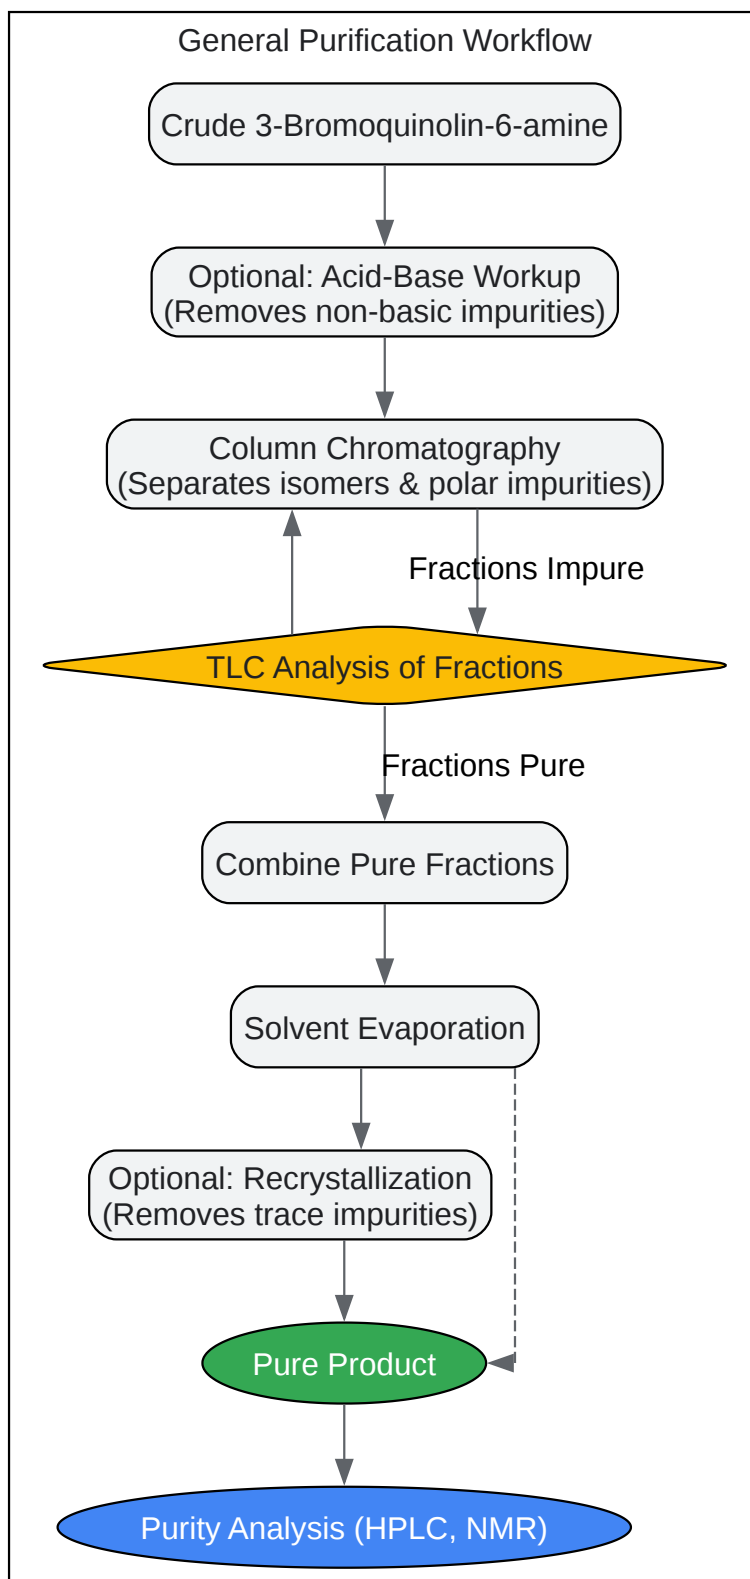 General Purification Workflow
Crude 3-Bromoquinolin-6-amine
Optional: Acid-Base Workup
(Removes non-basic impurities)
Column Chromatography
(Separates isomers & polar impurities)
Fractions Impure
TLC Analysis of Fractions
Fractions Pure
Combine Pure Fractions
Solvent Evaporation
Optional: Recrystallization
(Removes trace impurities)
Pure Product
Purity Analysis (HPLC, NMR)